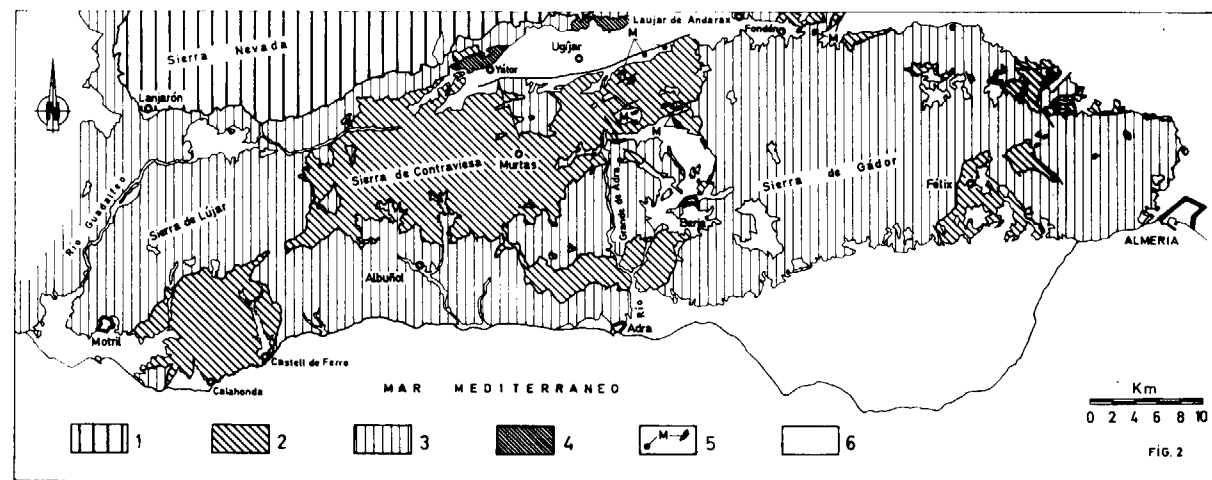 Laujar de Andarax
M
Fondón
M
Ugíjar
Sierra Nevada
Yátor
Lanjarón
N
M
Murtas
Sierra de Contraviesa
Sierra de Gádor
Félix
Río Guadalfeo
Sierra de Lújar
Grande de Adra
Berja
ALMERIA
Albuñol
Río
Motril
Adra
Castell de Ferro
Calahonda
MAR MEDITERRANEO
Km
0 2 4 6 8 10
1 2 3 4 M 5 6
FIG. 2